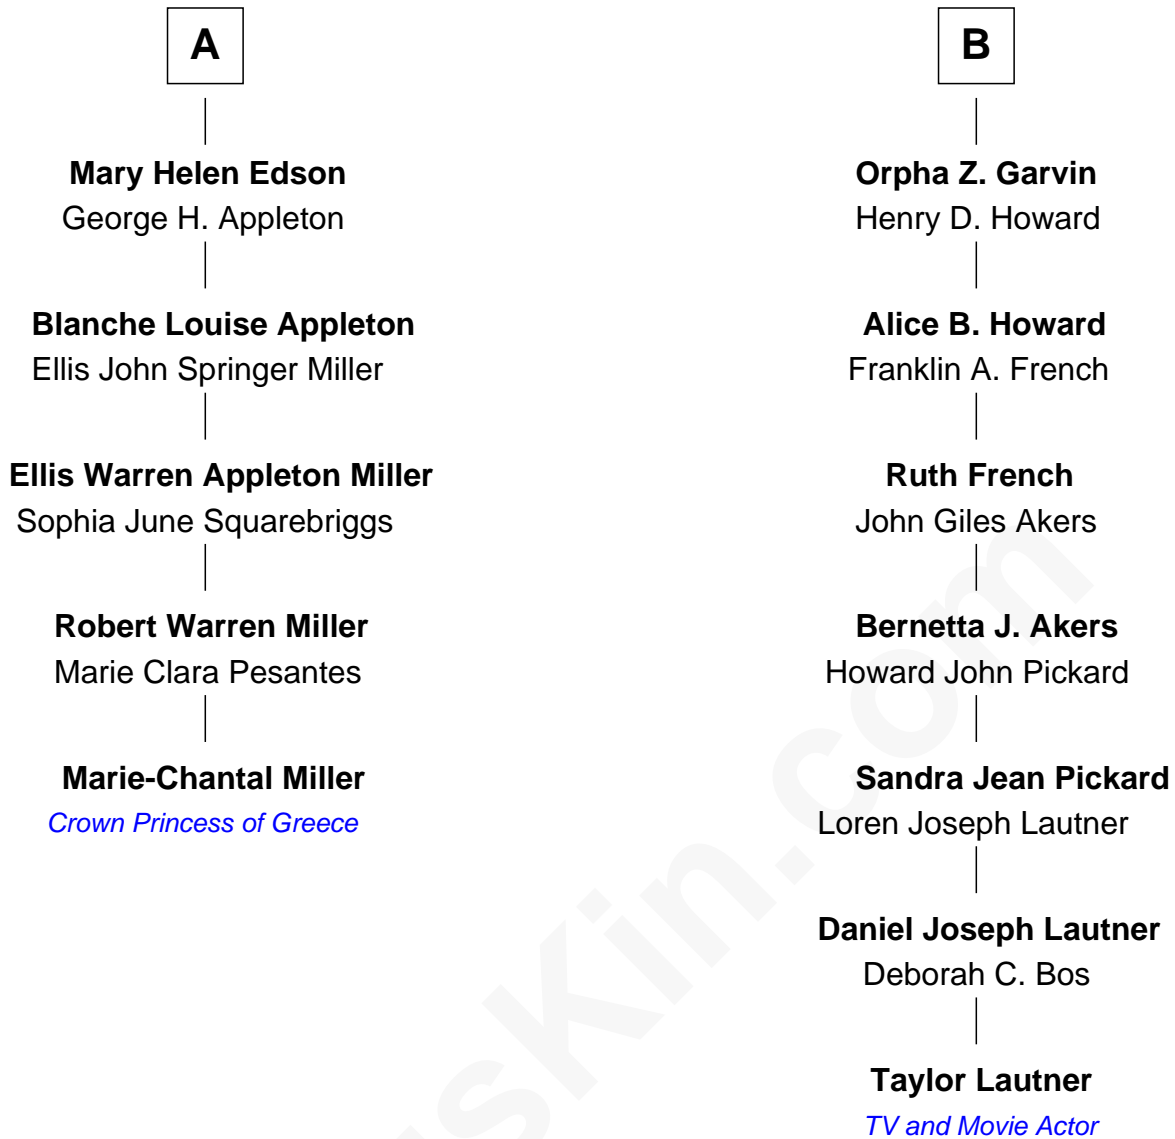 A
Mary Helen Edson
George H. Appleton
Blanche Louise Appleton
Ellis John Springer Miller
Ellis Warren Appleton Miller
Sophia June Squarebriggs
Robert Warren Miller
Marie Clara Pesantes
Marie-Chantal Miller
Crown Princess of Greece
B
Orpha Z. Garvin
Henry D. Howard
Alice B. Howard
Franklin A. French
Ruth French
John Giles Akers
Bernetta J. Akers
Howard John Pickard
Sandra Jean Pickard
Loren Joseph Lautner
Daniel Joseph Lautner
Deborah C. Bos
Taylor Lautner
TV and Movie Actor
sKin.com